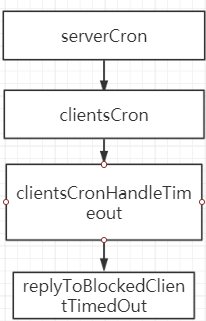 serverCron
clientsCron
clientsCronHandleTim
eout
replyToBlockedClien
tTimedOut